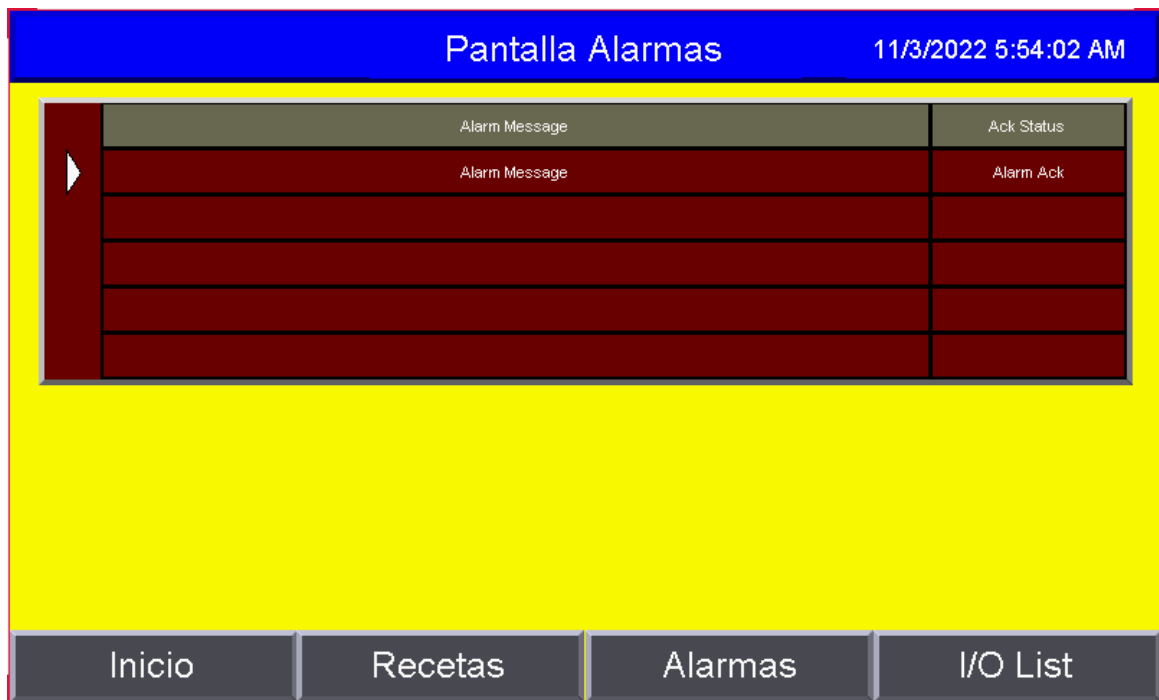 Pantalla Alarmas 11/3/2022 5:54:02 AM
Alarm Message Ack Status
Alarm Message Alarm Ack
Inicio Recetas Alarmas I/O List